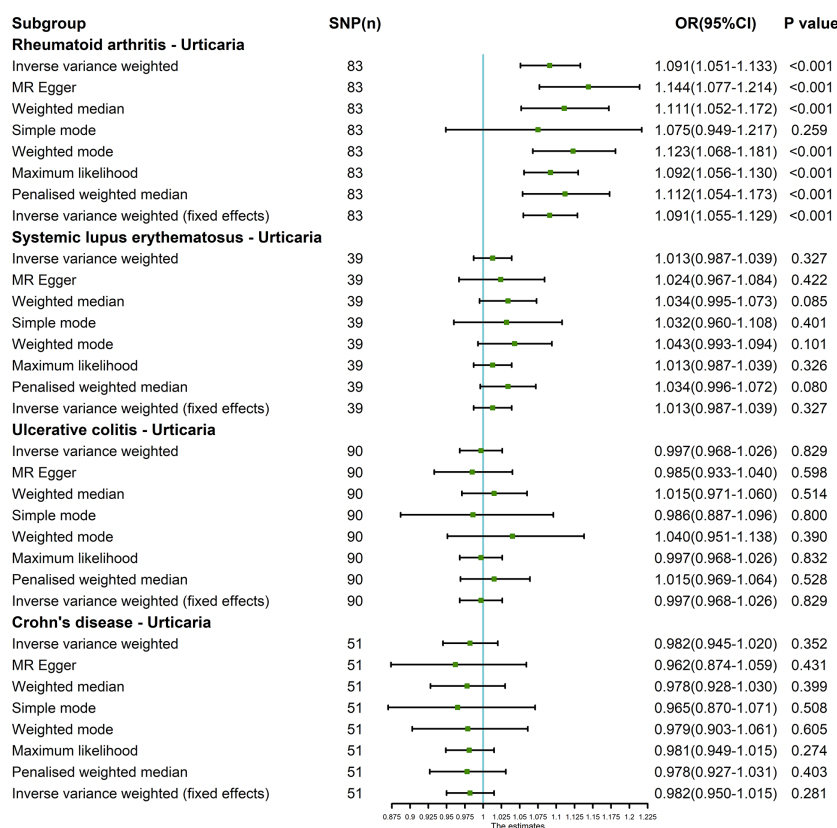 Subgroup SNP(n) OR(95%CI) P value
Rheumatoid arthritis - Urticaria
Inverse variance weighted 83 1.091(1.051-1.133) <0.001
MR Egger 83 1.144(1.077-1.214) <0.001
Weighted median 83 1.111(1.052-1.172) <0.001
Simple mode 83 1.075(0.949-1.217) 0.259
Weighted mode 83 1.123(1.068-1.181) <0.001
Maximum likelihood 83 1.092(1.056-1.130) <0.001
Penalised weighted median 83 1.112(1.054-1.173) <0.001
Inverse variance weighted (fixed effects) 83 1.091(1.055-1.129) <0.001
Systemic lupus erythematosus - Urticaria
Inverse variance weighted 39 1.013(0.987-1.039) 0.327
MR Egger 39 1.024(0.967-1.084) 0.422
Weighted median 39 1.034(0.995-1.073) 0.085
Simple mode 39 1.032(0.960-1.108) 0.401
Weighted mode 39 1.043(0.993-1.094) 0.101
Maximum likelihood 39 1.013(0.987-1.039) 0.326
Penalised weighted median 39 1.034(0.996-1.072) 0.080
Inverse variance weighted (fixed effects) 39 1.013(0.987-1.039) 0.327
Ulcerative colitis - Urticaria
Inverse variance weighted 90 0.997(0.968-1.026) 0.829
MR Egger 90 0.985(0.933-1.040) 0.598
Weighted median 90 1.015(0.971-1.060) 0.514
Simple mode 90 0.986(0.887-1.096) 0.800
Weighted mode 90 1.040(0.951-1.138) 0.390
Maximum likelihood 90 0.997(0.968-1.026) 0.832
Penalised weighted median 90 1.015(0.969-1.064) 0.528
Inverse variance weighted (fixed effects) 90 0.997(0.968-1.026) 0.829
Crohn's disease - Urticaria
Inverse variance weighted 51 0.982(0.945-1.020) 0.352
MR Egger 51 0.962(0.874-1.059) 0.431
Weighted median 51 0.978(0.928-1.030) 0.399
Simple mode 51 0.965(0.870-1.071) 0.508
Weighted mode 51 0.979(0.903-1.061) 0.605
Maximum likelihood 51 0.981(0.949-1.015) 0.274
Penalised weighted median 51 0.978(0.927-1.031) 0.403
Inverse variance weighted (fixed effects) 51 0.982(0.950-1.015) 0.281
0.875 0.9 0.925 0.95 0.975 1 1.025 1.05 1.075 1.1 1.125 1.15 1.175 1.2 1.225
The estimates